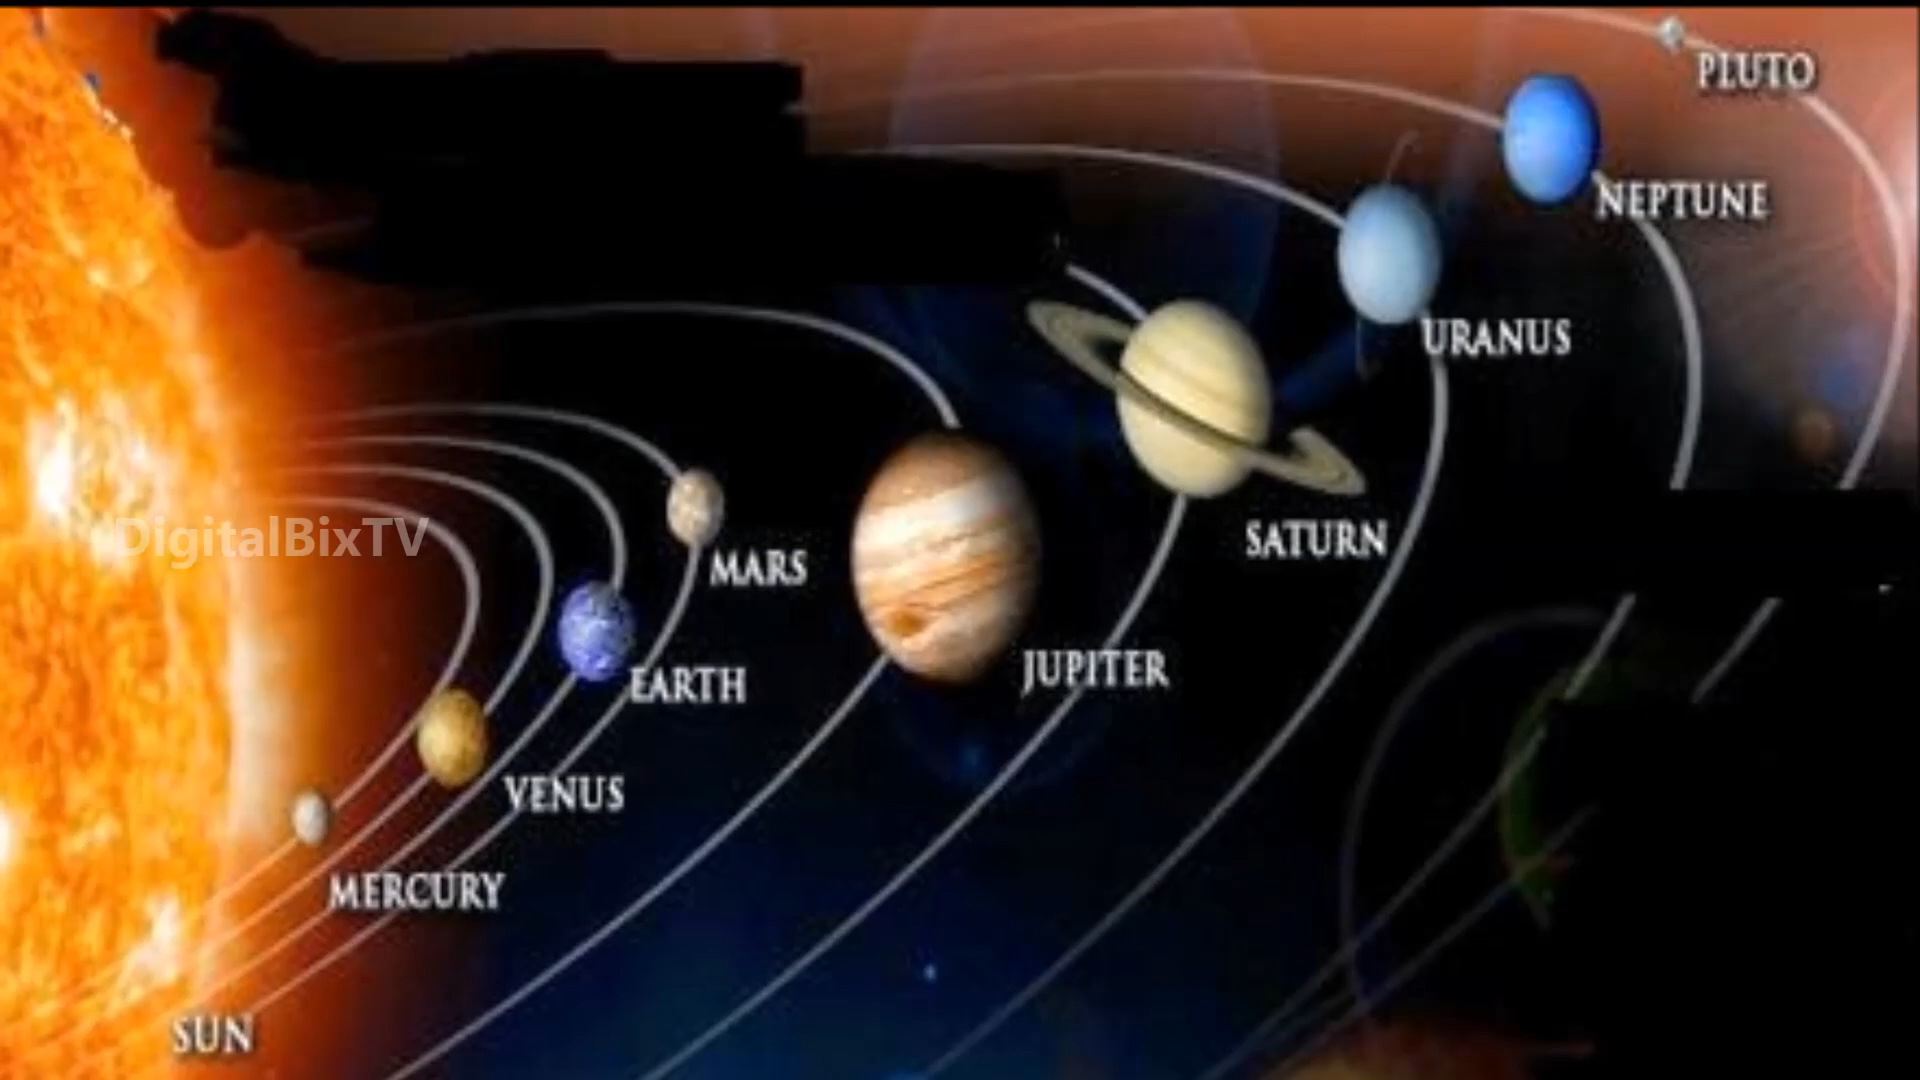 PLUTO
NEPTUNE
URANUS
SATURN
DigitalBixTV
MARS
JUPITER
EARTH
VENUS
MERCURY
SUN